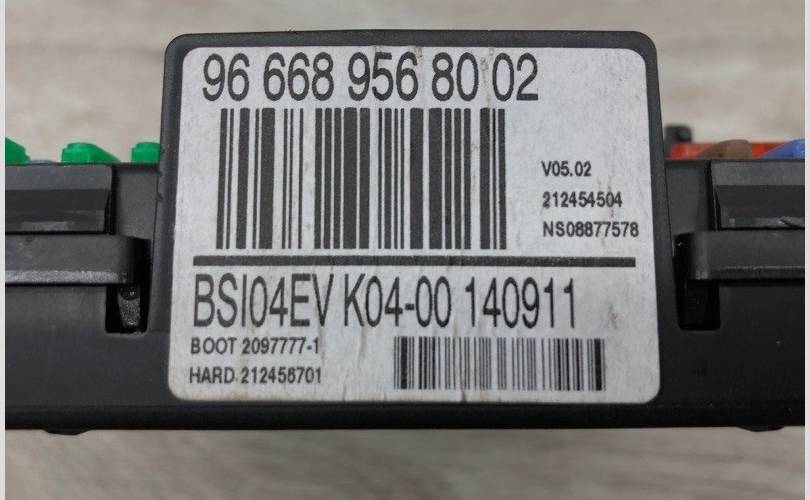 96 668 956 80 02
V05.02
212454504
NS08877578
BSI04EV K04-00 140911
BOOT 2097777-1
HARD 212456701